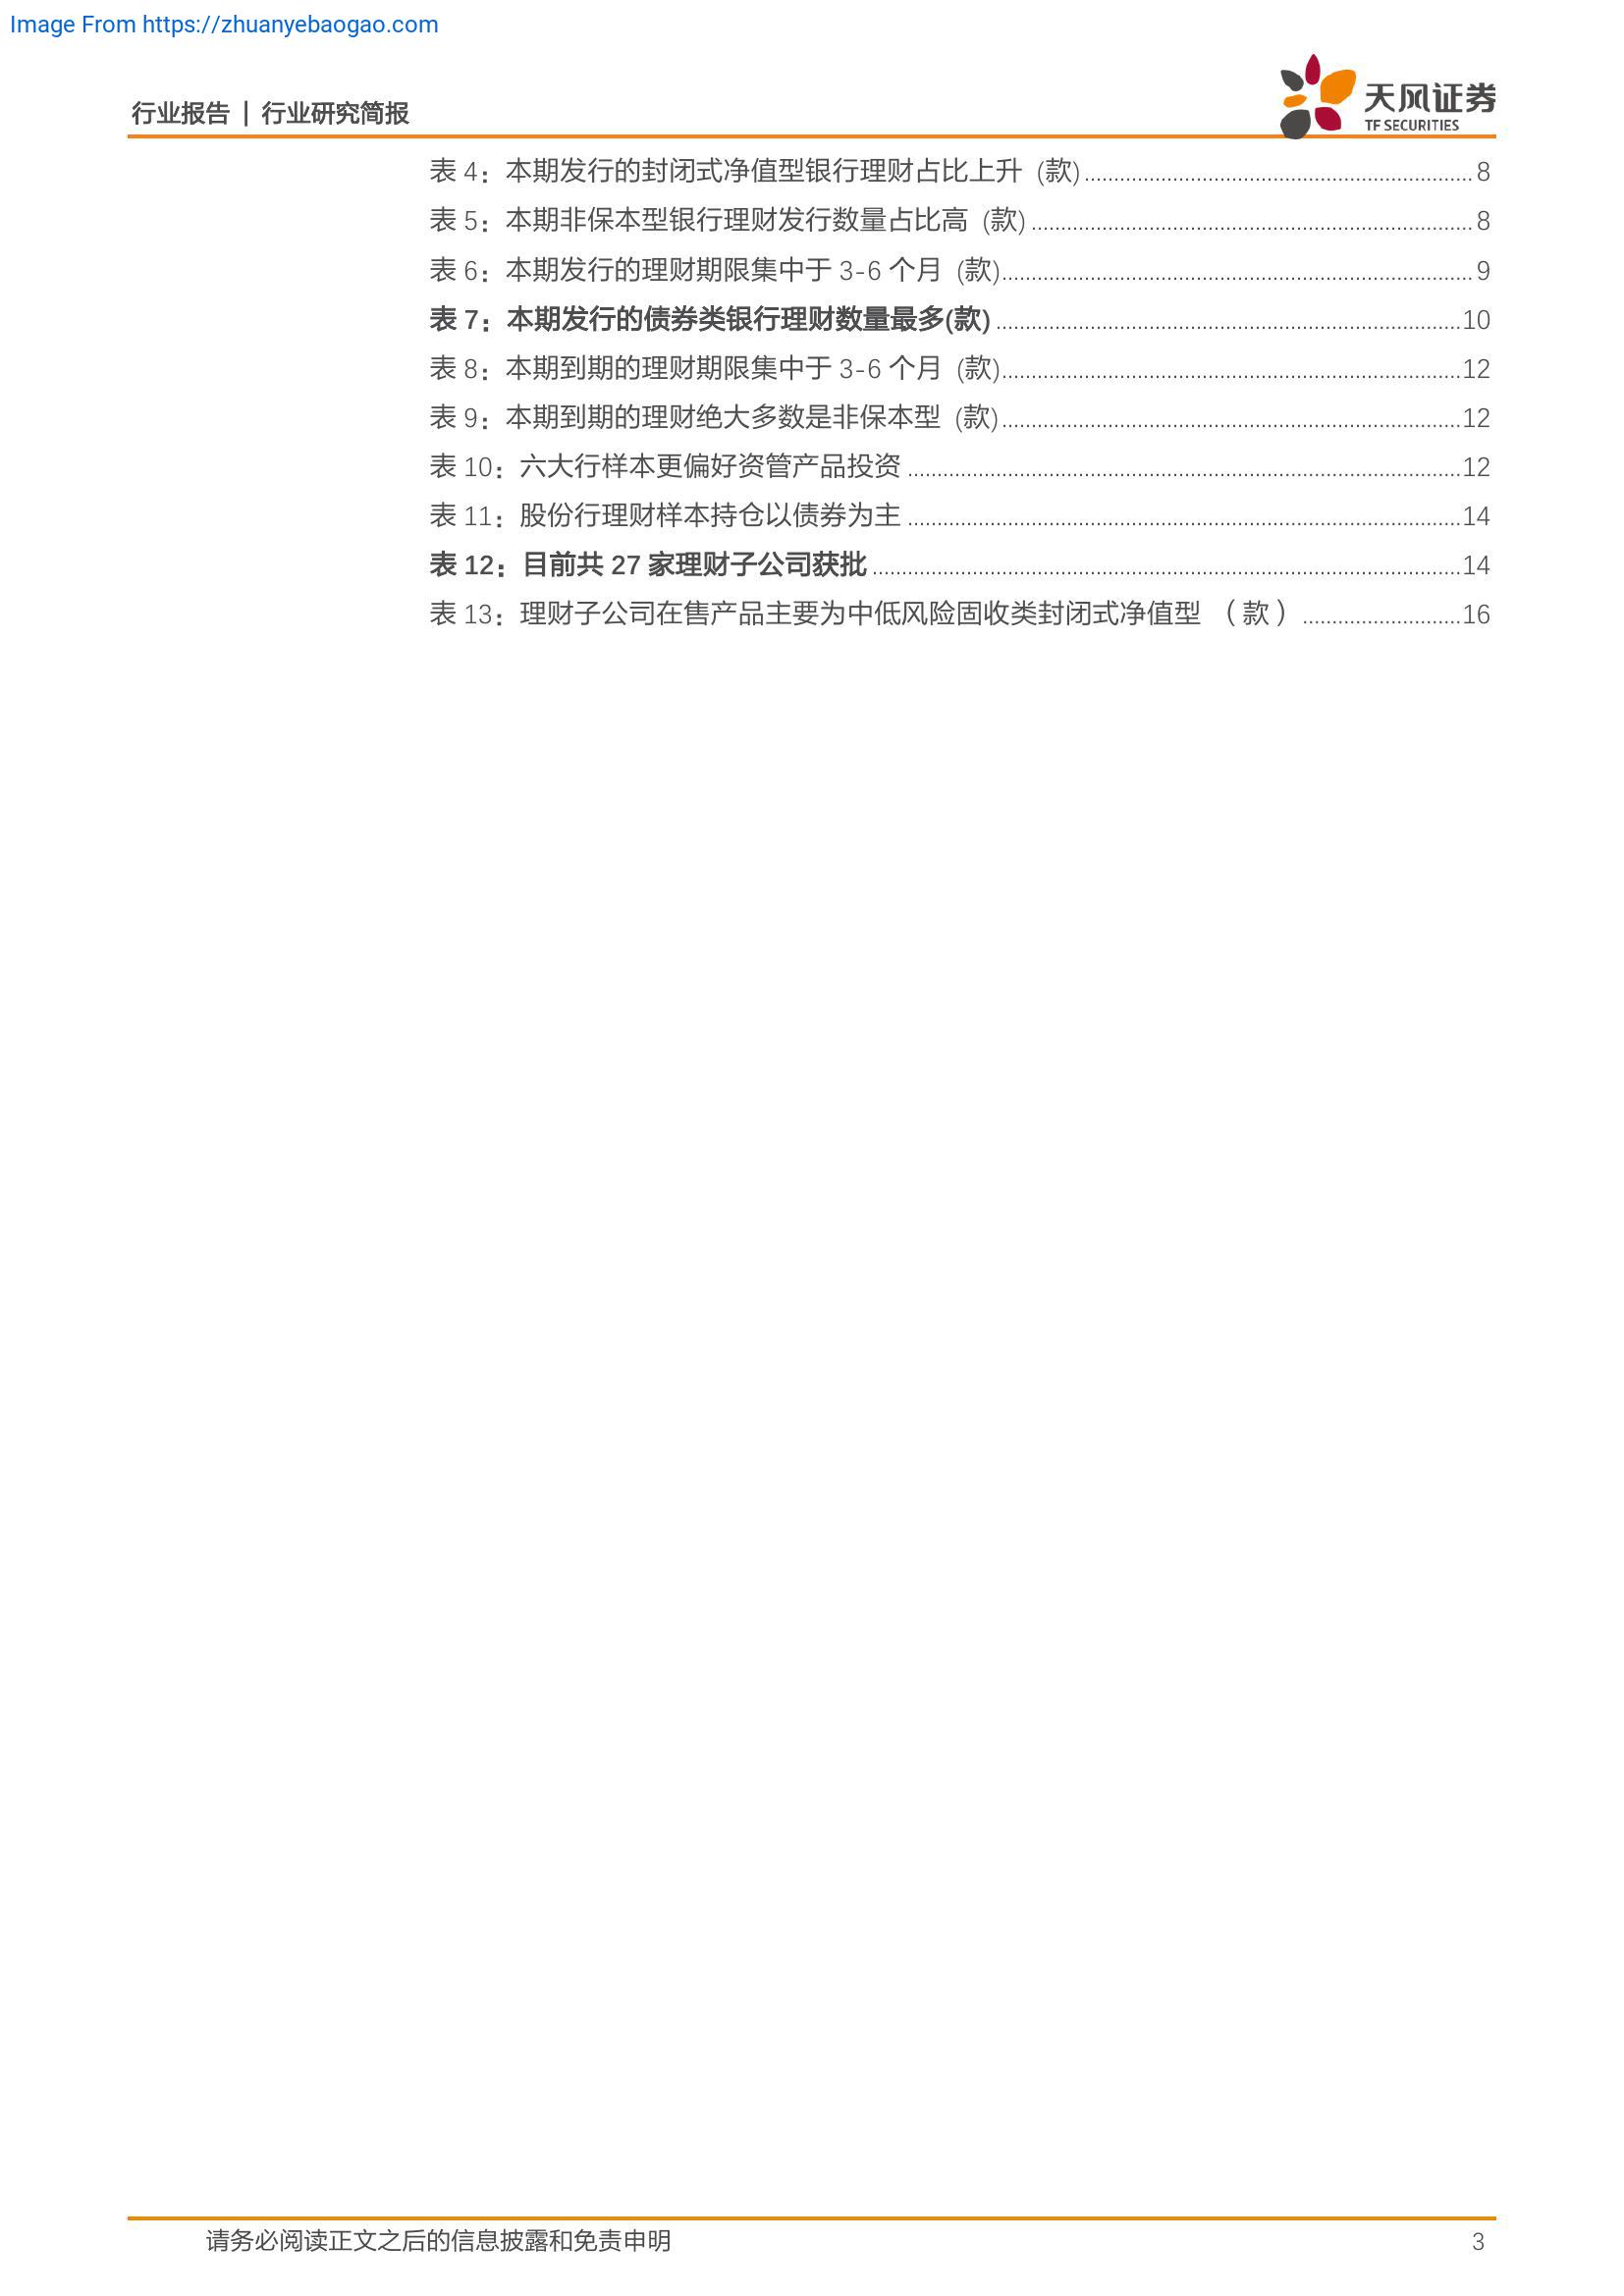 Image From https://zhuanyebaogao.com
行业报告 | 行业研究简报
天风证券
TF SECURITIES
表 4：本期发行的封闭式净值型银行理财占比上升 (款)........................................8
表 5：本期非保本型银行理财发行数量占比高 (款)........................................8
表 6：本期发行的理财期限集中于 3-6 个月 (款)........................................9
表 7：本期发行的债券类银行理财数量最多(款)........................................10
表 8：本期到期的理财期限集中于 3-6 个月 (款)........................................12
表 9：本期到期的理财绝大多数是非保本型 (款)........................................12
表 10：六大行样本更偏好资管产品投资........................................12
表 11：股份行理财样本持仓以债券为主........................................14
表 12：目前共 27 家理财子公司获批........................................14
表 13：理财子公司在售产品主要为中低风险固收类封闭式净值型 （款）........................................16
请务必阅读正文之后的信息披露和免责申明 3